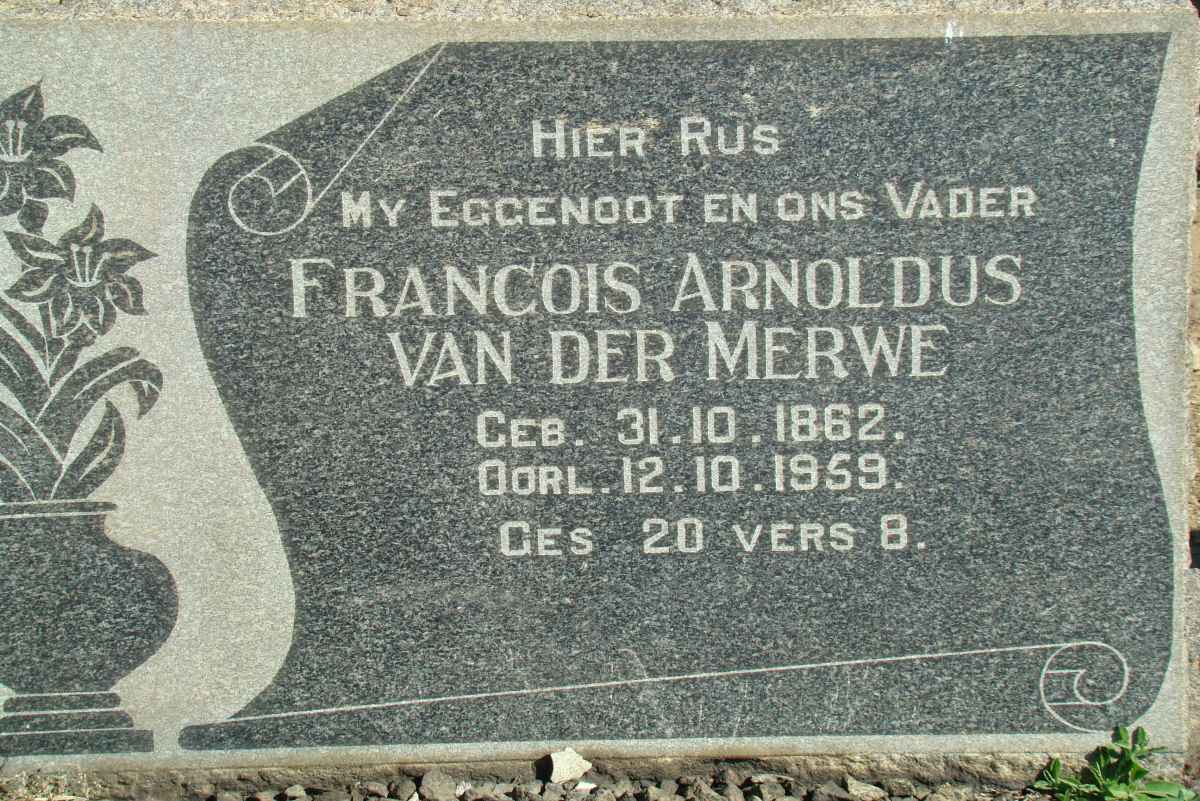 Hier Rus
My Eggenoot en ons Vader
Francois Arnoldus
van der Merwe
Geb. 31.10.1862.
Oorl. 12.10.1959.
Ges 20 vers 8.